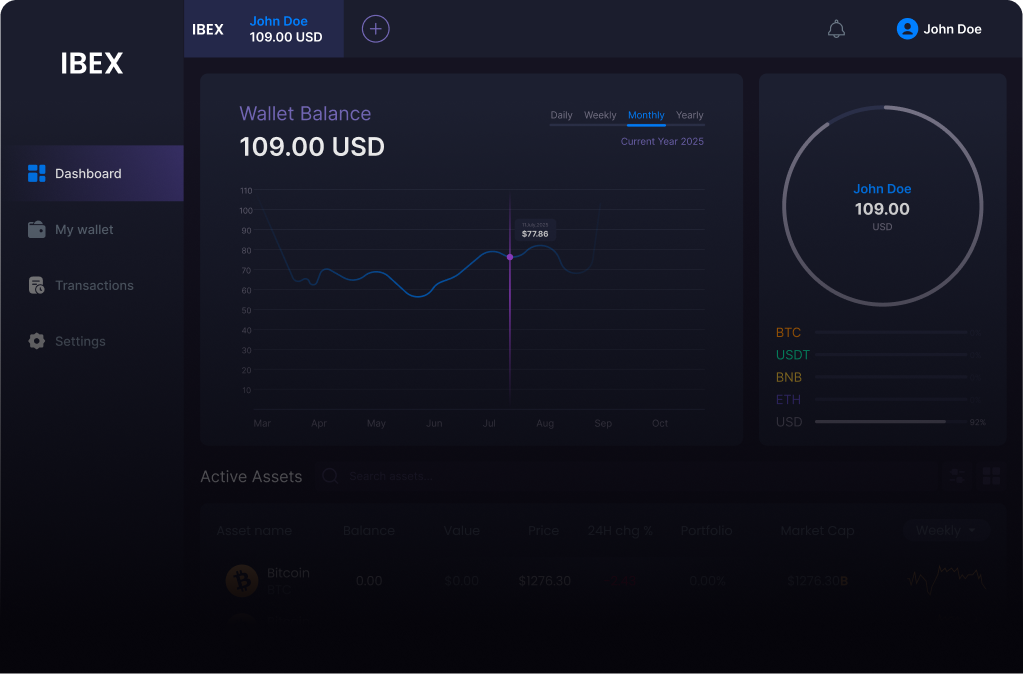 IBEX
John Doe
109.00 USD
John Doe
IBEX
Dashboard
My wallet
Transactions
Settings
Wallet Balance
109.00 USD
Daily Weekly Monthly Yearly
Current Year 2025
110
100
90
80
70
60
50
40
30
20
10
$77.86
Mar Apr May Jun Jul Aug Sep Oct
John Doe
109.00
USD
BTC
USDT
BNB
ETH
USD 92%
Active Assets
Search assets...
Asset name Balance Value Price 24H chg % Portfolio Market Cap Weekly
Bitcoin 0.00 $0.00 $1276.30 0.00% $1276.30B